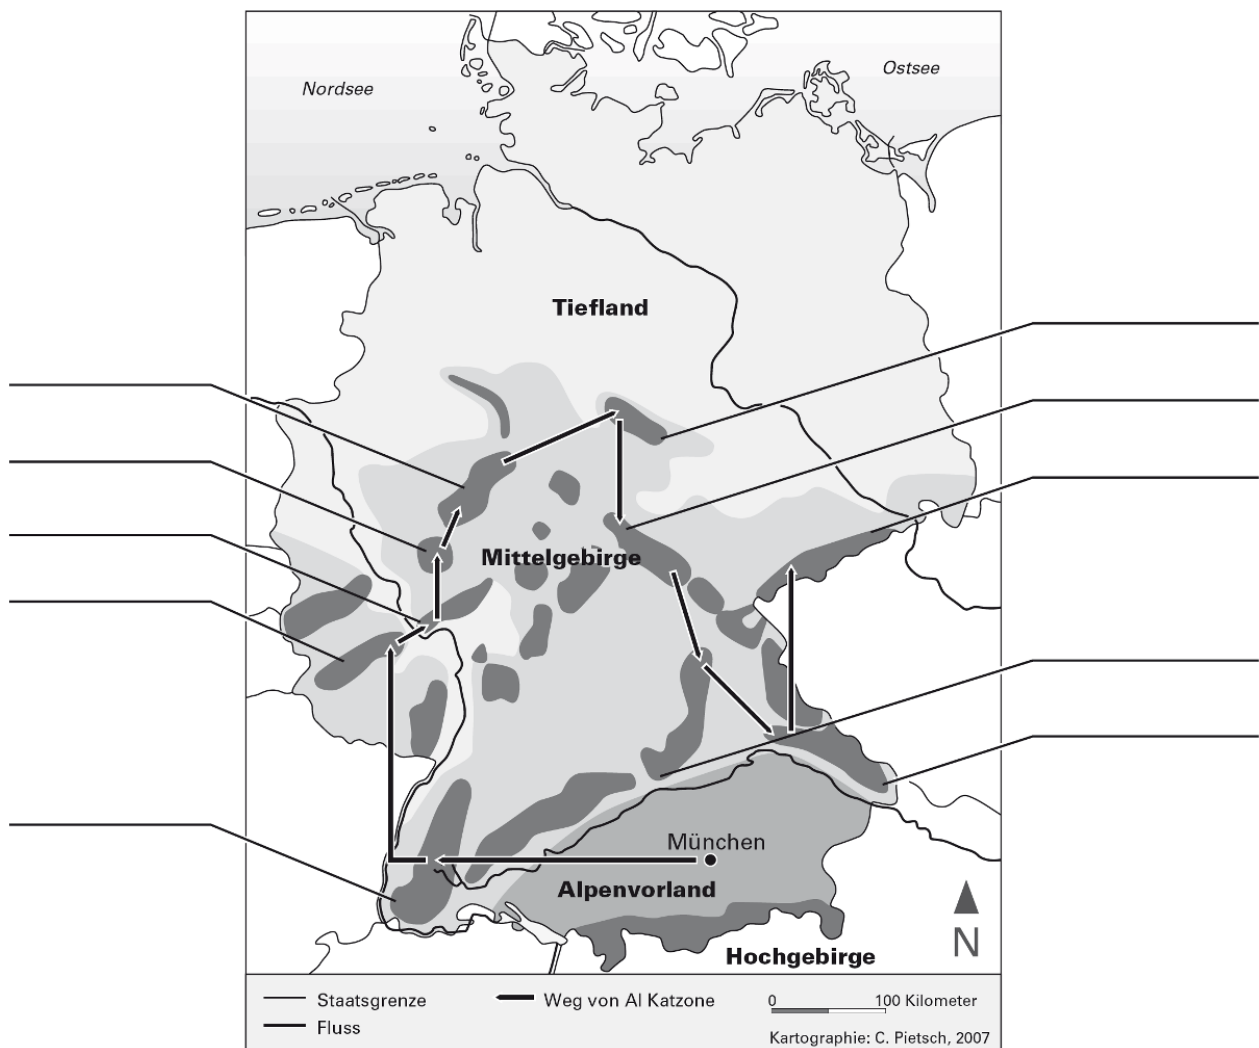 Nordsee
Ostsee
Tiefland
Mittelgebirge
München
Alpenvorland
Hochgebirge
N
Staatsgrenze
Fluss
Weg von Al Katzone
0 100 Kilometer
Kartographie: C. Pietsch, 2007